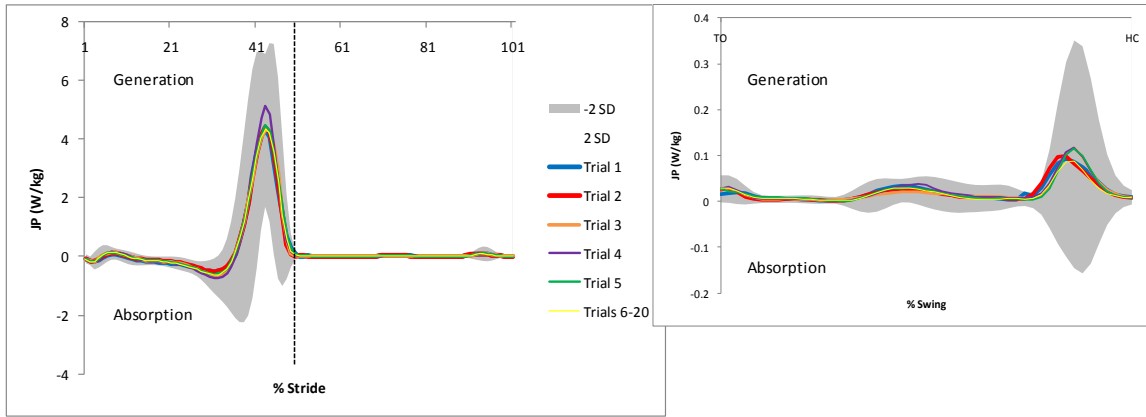 8
6
4
2
0
-2
-4
1 21 41 61 81 101
Generation
Absorption
JP (W/kg)
% Stride
-2 SD
2 SD
Trial 1
Trial 2
Trial 3
Trial 4
Trial 5
Trials 6-20
0.4
0.3
0.2
0.1
0
-0.1
-0.2
TO HC
Generation
Absorption
JP (W/kg)
% Swing